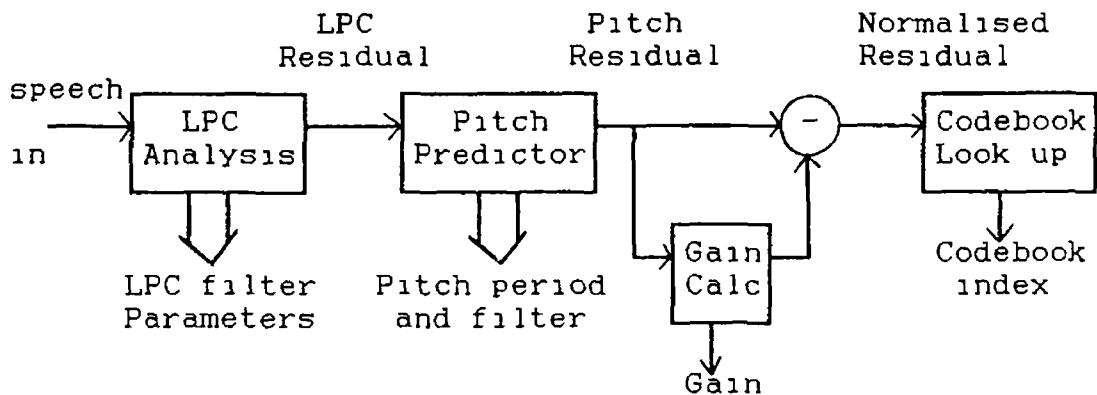 LPC
Residual
Pitch
Residual
Normalised
Residual
speech
in
LPC
Analysis
Pitch
Predictor
-
Codebook
Look up
Gain
Calc
LPC filter
Parameters
Pitch period
and filter
Codebook
index
Gain